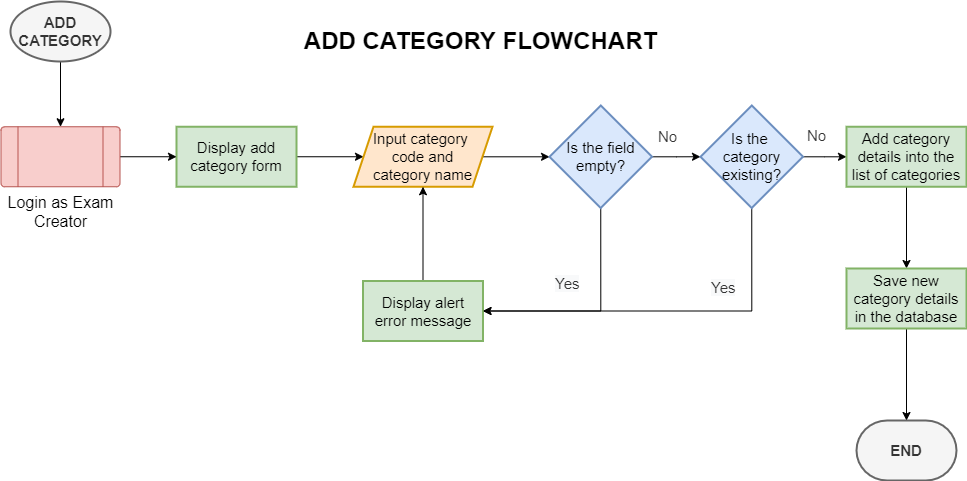 ADD
CATEGORY
ADD CATEGORY FLOWCHART
Login as Exam
Creator
Display add
category form
Input category
code and
category name
Is the field
empty?
No
Is the
category
existing?
No
Add category
details into the
list of categories
Yes
Yes
Display alert
error message
Save new
category details
in the database
END